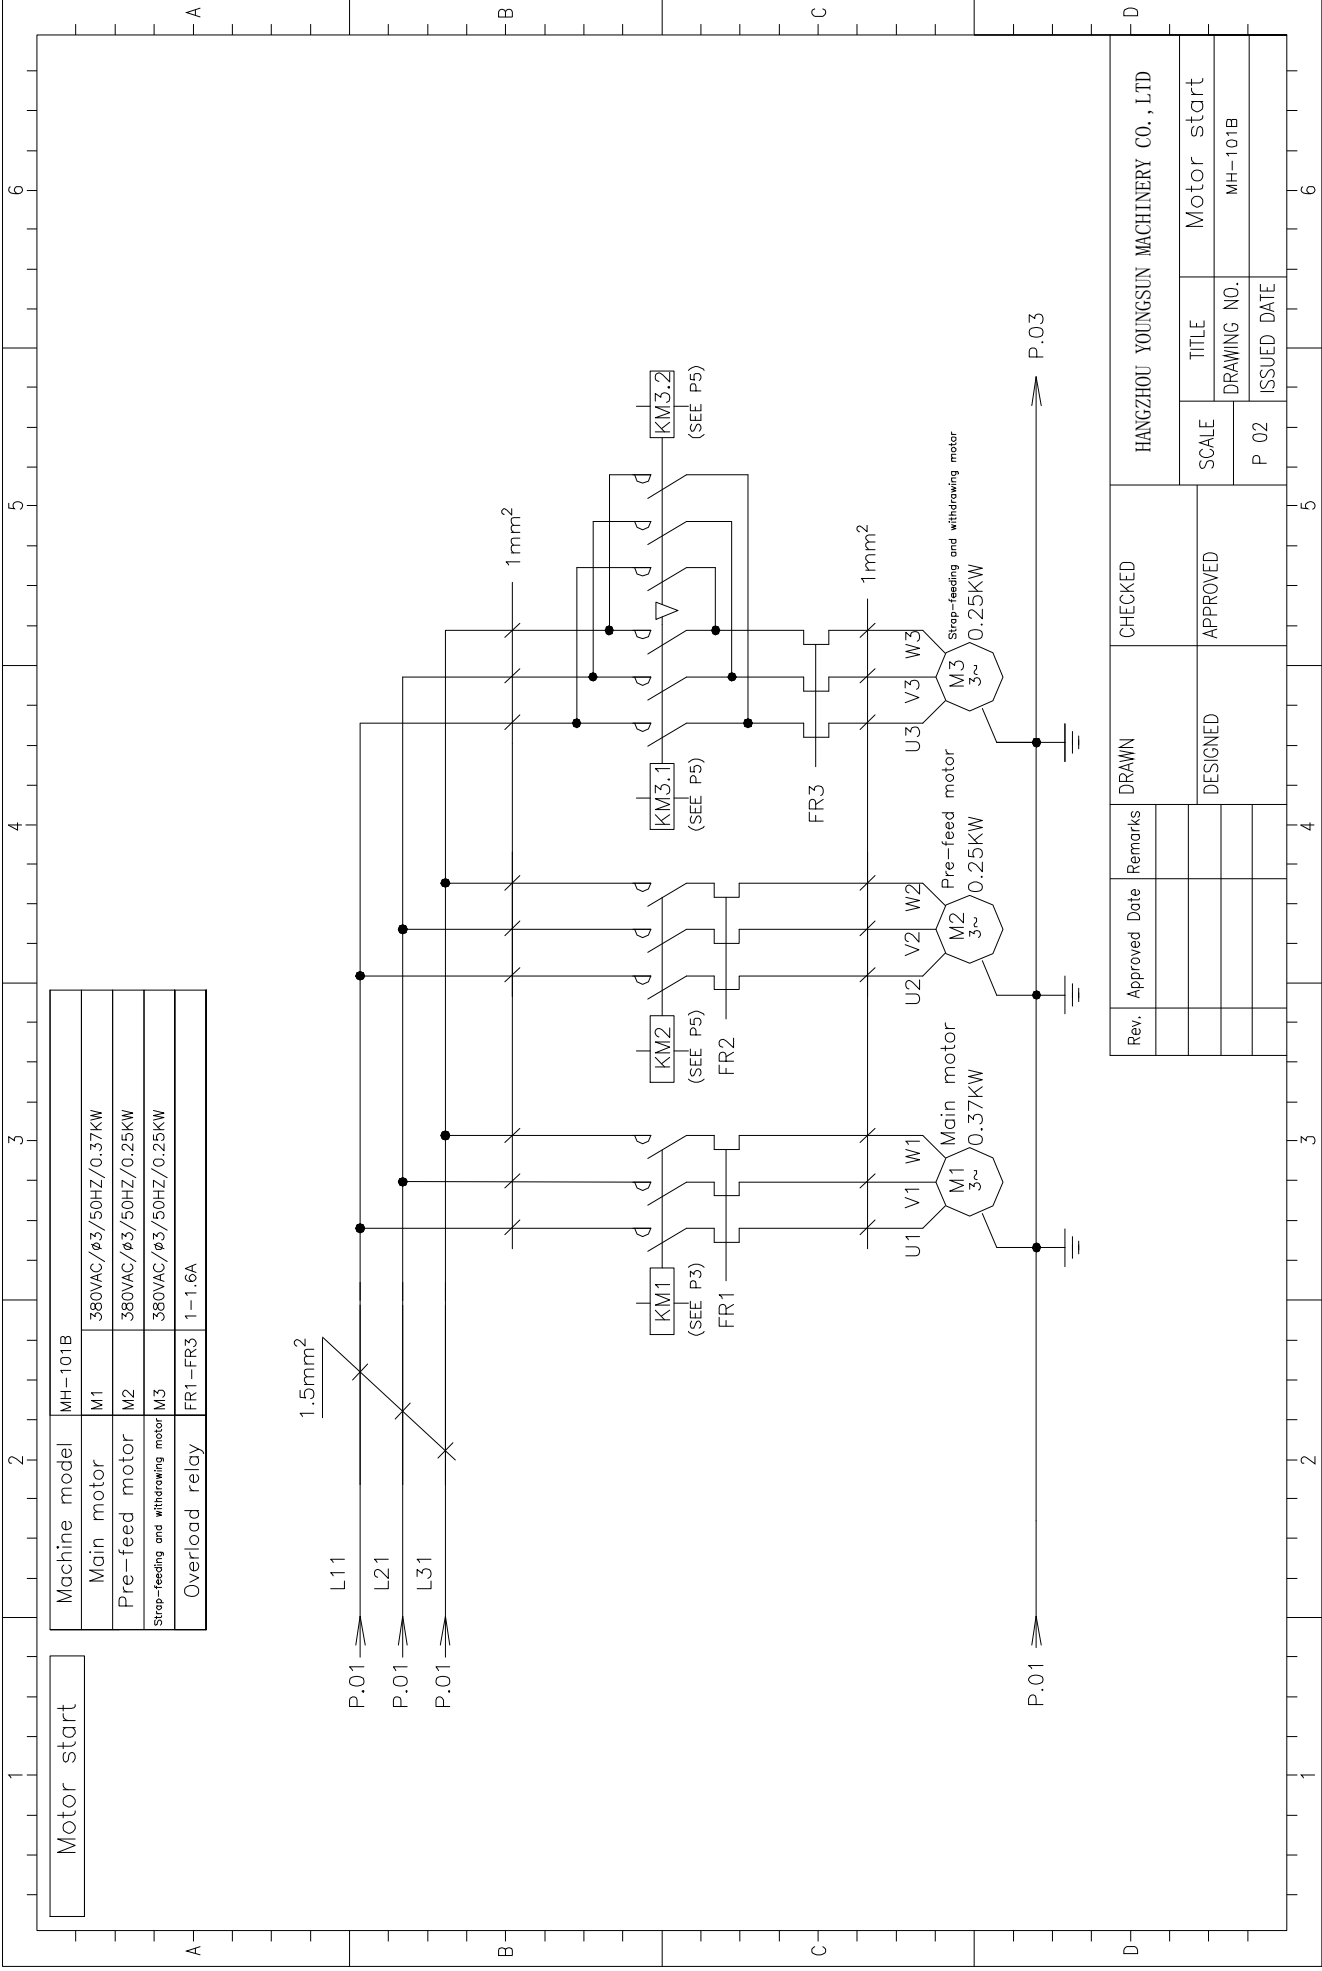 1 2 3 4 5 6
A B C D
Motor start
Machine model MH-101B
Main motor M1 380VAC/ø3/50HZ/0.37KW
Pre-feed motor M2 380VAC/ø3/50HZ/0.25KW
Strap-feeding and withdrawing motor M3 380VAC/ø3/50HZ/0.25KW
Overload relay FR1-FR3 1-1.6A
1.5mm²
P.01 L11
P.01 L21
P.01 L31
1mm²
KM1 KM2 KM3.1 KM3.2
(SEE P3) (SEE P5) (SEE P5) (SEE P5)
FR1 FR2
FR3
1mm²
U1 V1 W1 U2 V2 W2 U3 V3 W3
Main motor Pre-feed motor Strap-feeding and withdrawing motor
M1 0.37KW M2 0.25KW M3 0.25KW
3~ 3~ 3~
P.01 P.03
Rev. Approved Date Remarks
DRAWN CHECKED
DESIGNED APPROVED
HANGZHOU YOUNGSUN MACHINERY CO.,LTD
SCALE TITLE Motor start
DRAWING NO. MH-101B
P 02 ISSUED DATE
A B C D
1 2 3 4 5 6